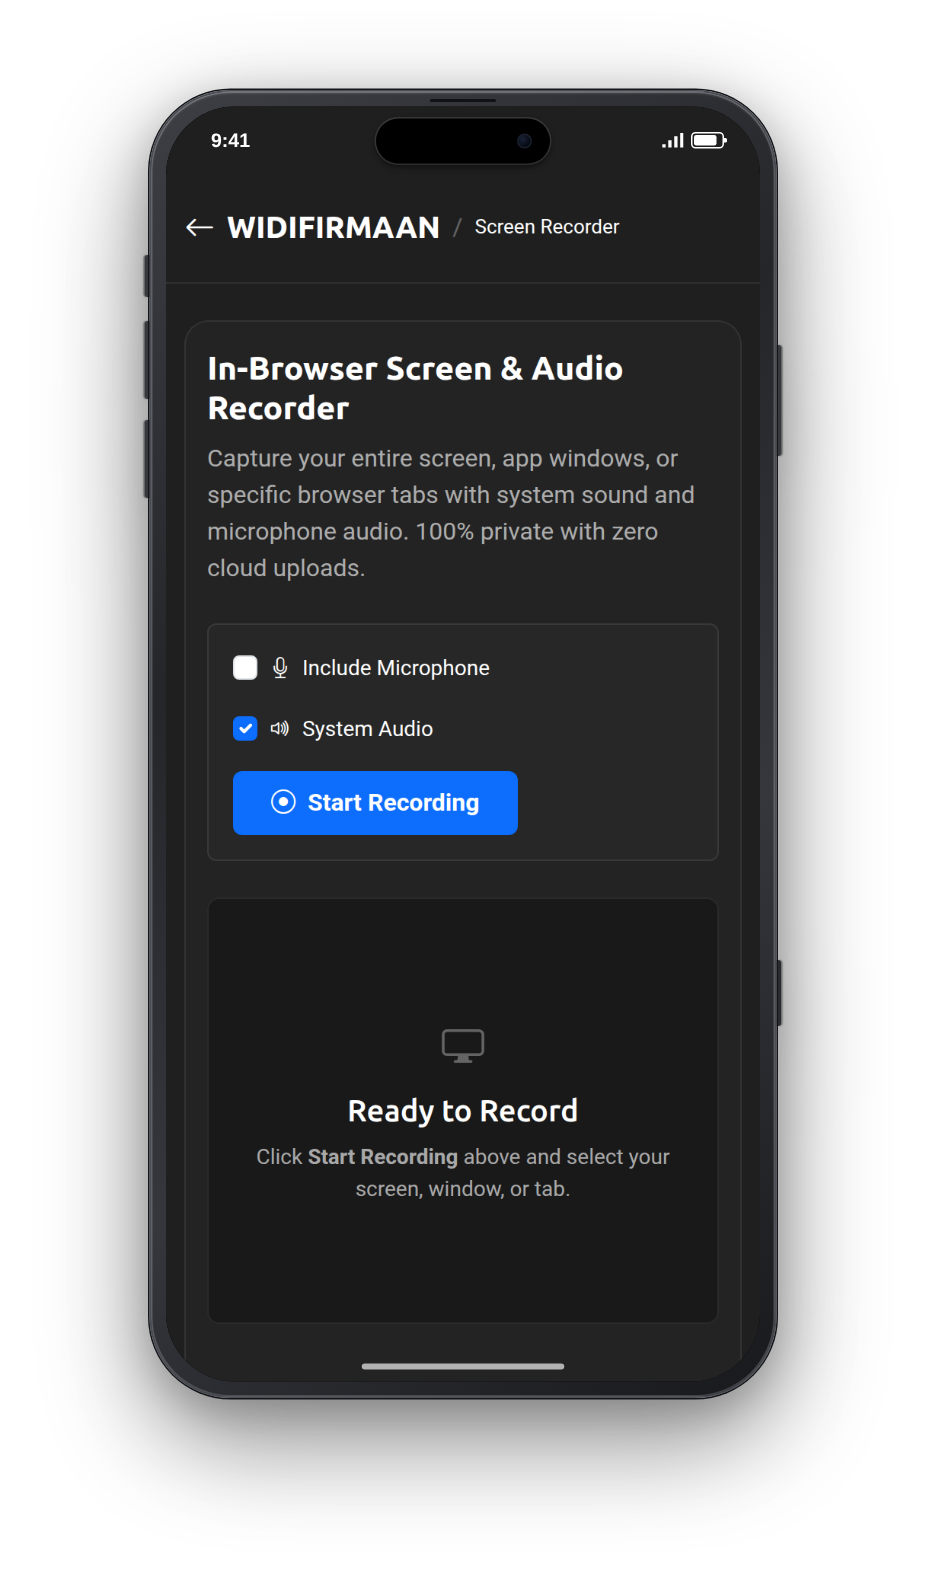 9:41
WIDIFIRMAAN / Screen Recorder
In-Browser Screen & Audio
Recorder
Capture your entire screen, app windows, or
specific browser tabs with system sound and
microphone audio. 100% private with zero
cloud uploads.
Include Microphone
System Audio
Start Recording
Ready to Record
Click Start Recording above and select your
screen, window, or tab.